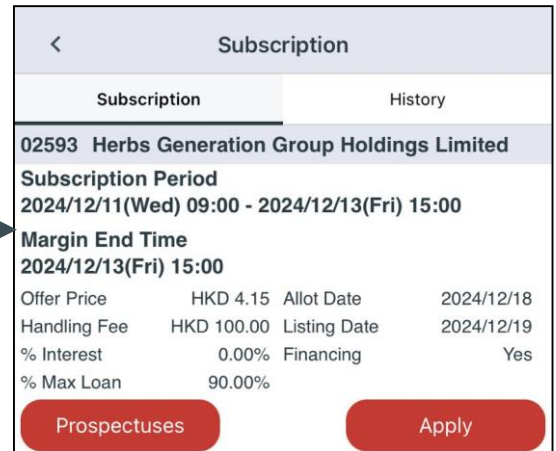 Subscription
Subscription History
02593 Herbs Generation Group Holdings Limited
Subscription Period
2024/12/11(Wed) 09:00 - 2024/12/13(Fri) 15:00
Margin End Time
2024/12/13(Fri) 15:00
Offer Price HKD 4.15 Allot Date 2024/12/18
Handling Fee HKD 100.00 Listing Date 2024/12/19
% Interest 0.00% Financing Yes
% Max Loan 90.00%
Prospectuses Apply